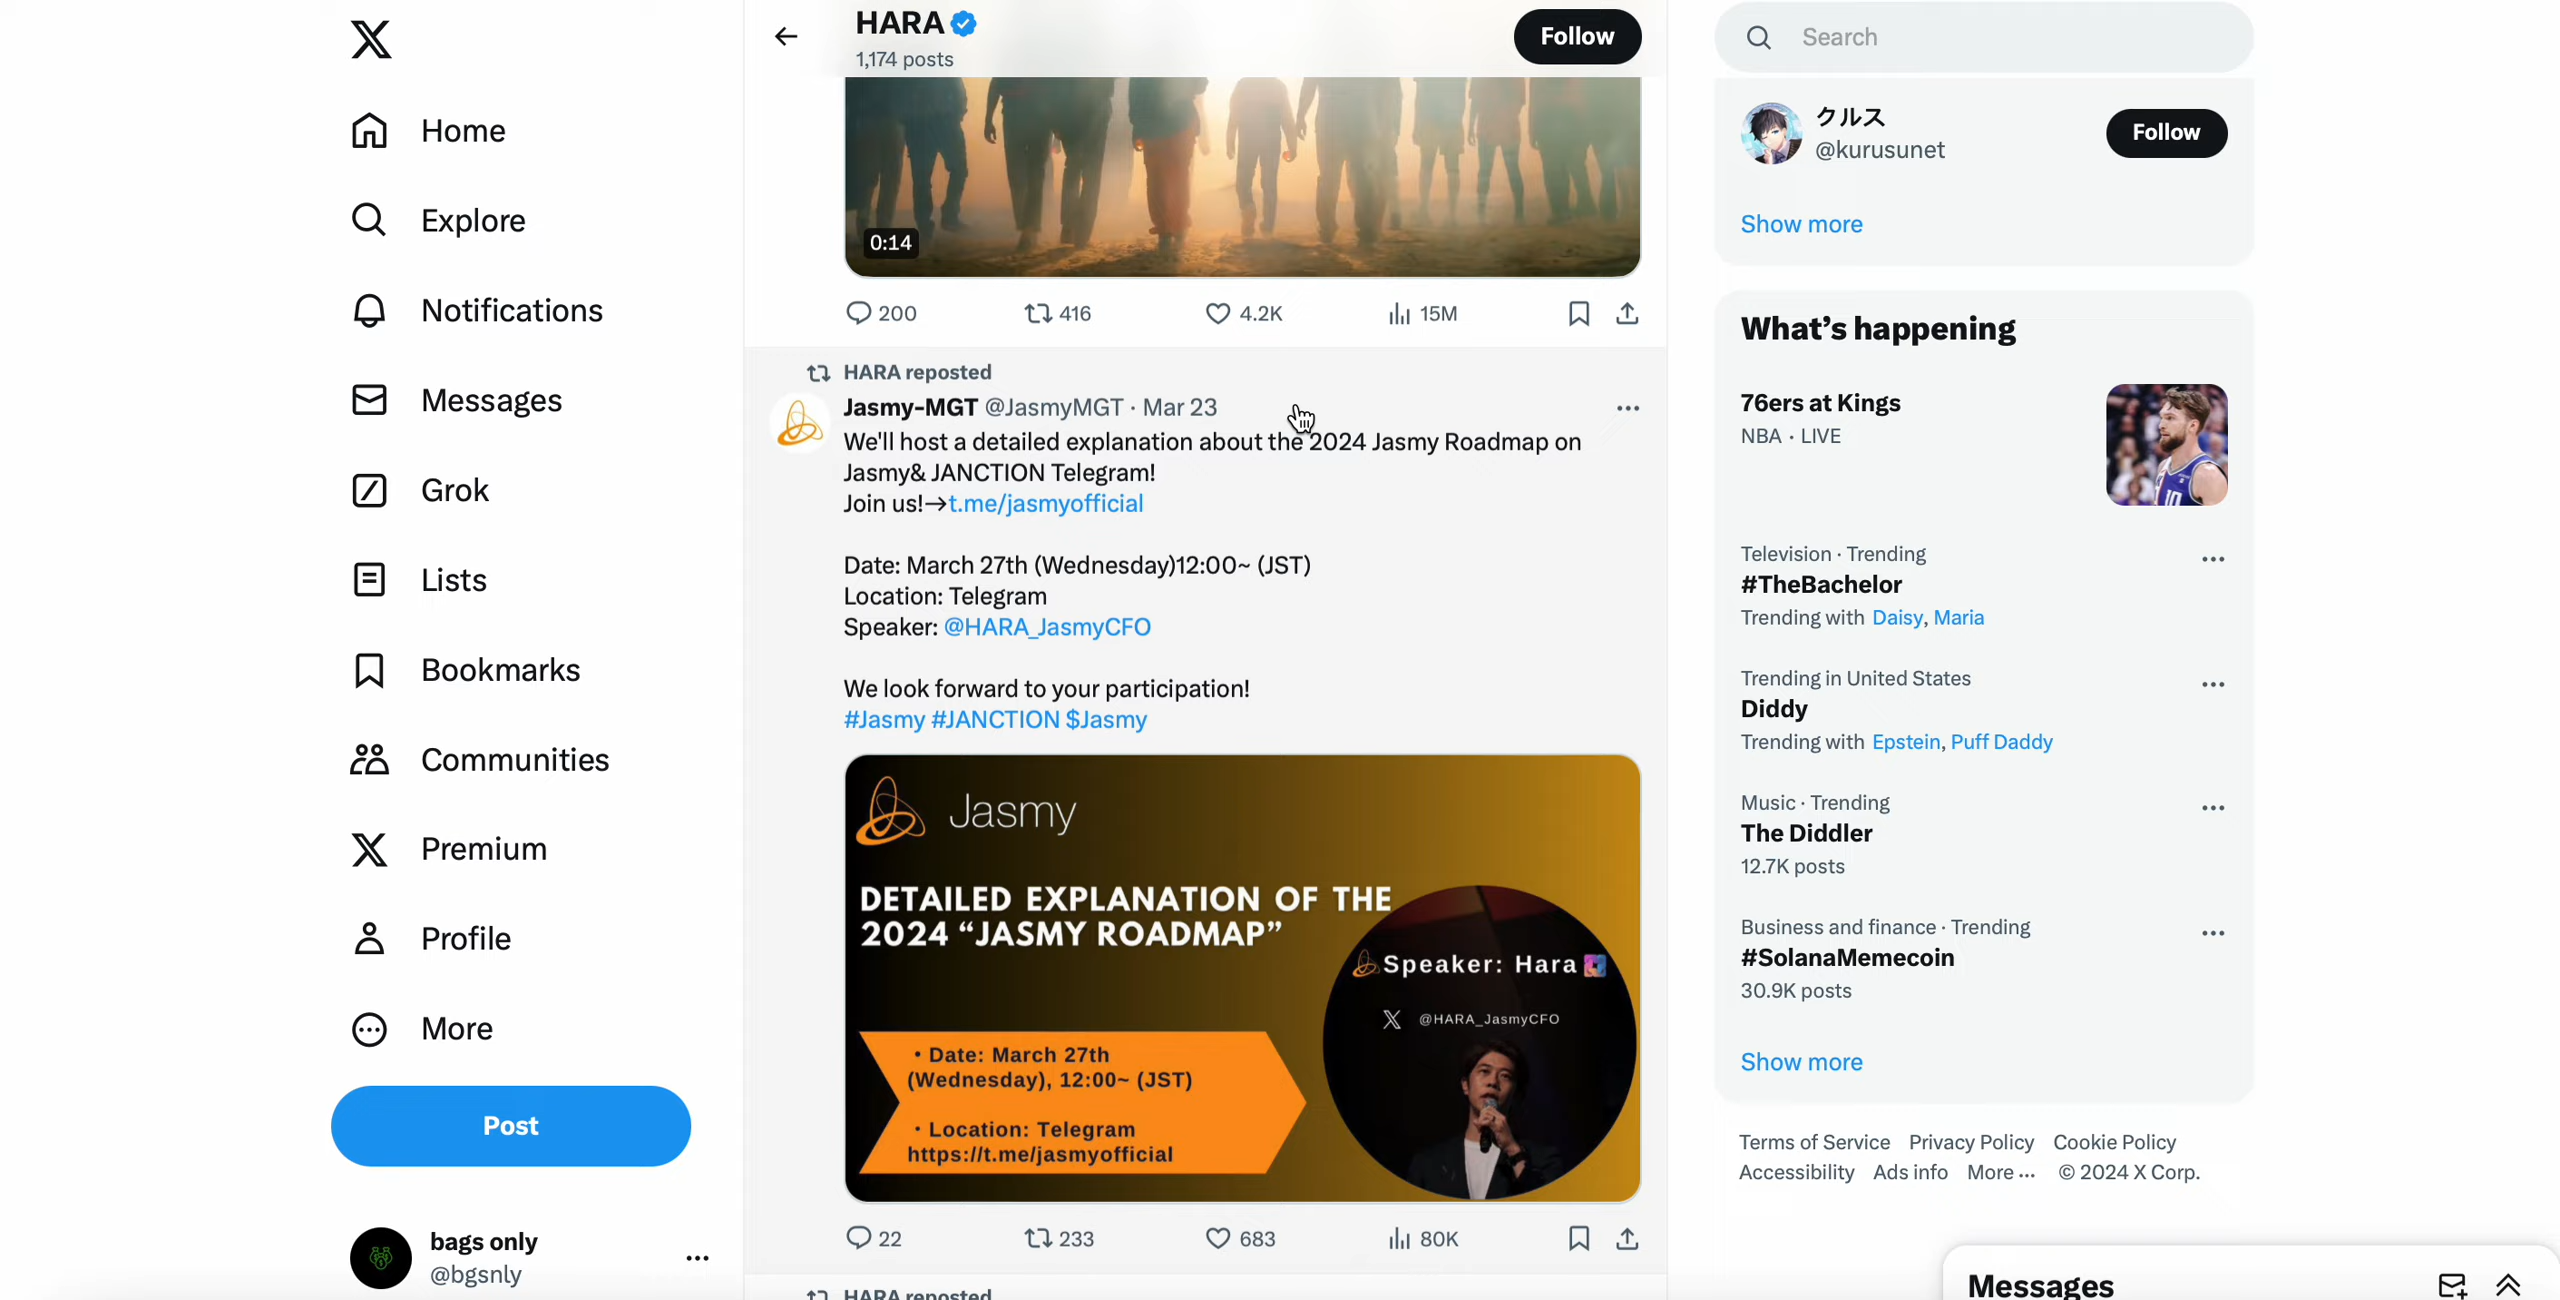 Home
Explore
Notifications
Messages
Grok
Lists
Bookmarks
Premium
Profile
More
Post
bags only
@bgsnly
HARA
1,174 posts
Follow
0:14
200 416 4.2K 15M
HARA reposted
Jasmy-MGT @JasmyMGT · Mar 23
We'll host a detailed explanation about the 2024 Jasmy Roadmap on
Jasmy& JANCTION Telegram!
Join us!→t.me/jasmyofficial
Date: March 27th (Wednesday)12:00~ (JST)
Location: Telegram
Speaker: @HARA_JasmyCFO
We look forward to your participation!
#Jasmy #JANCTION $Jasmy
Jasmy
DETAILED EXPLANATION OF THE
2024 “JASMY ROADMAP”
Speaker: Hara
@HARA_JasmyCFO
• Date: March 27th
(Wednesday), 12:00~ (JST)
• Location: Telegram
https://t.me/jasmyofficial
22 233 683 80K
HARA reposted
Search
クルス
@kurusunet
Follow
Show more
What’s happening
76ers at Kings
NBA · LIVE
Television · Trending
#TheBachelor
Trending with Daisy, Maria
Trending in United States
Diddy
Trending with Epstein, Puff Daddy
Music · Trending
The Diddler
12.7K posts
Business and finance · Trending
#SolanaMemecoin
30.9K posts
Show more
Terms of Service Privacy Policy Cookie Policy
Accessibility Ads info More ··· © 2024 X Corp.
Messages